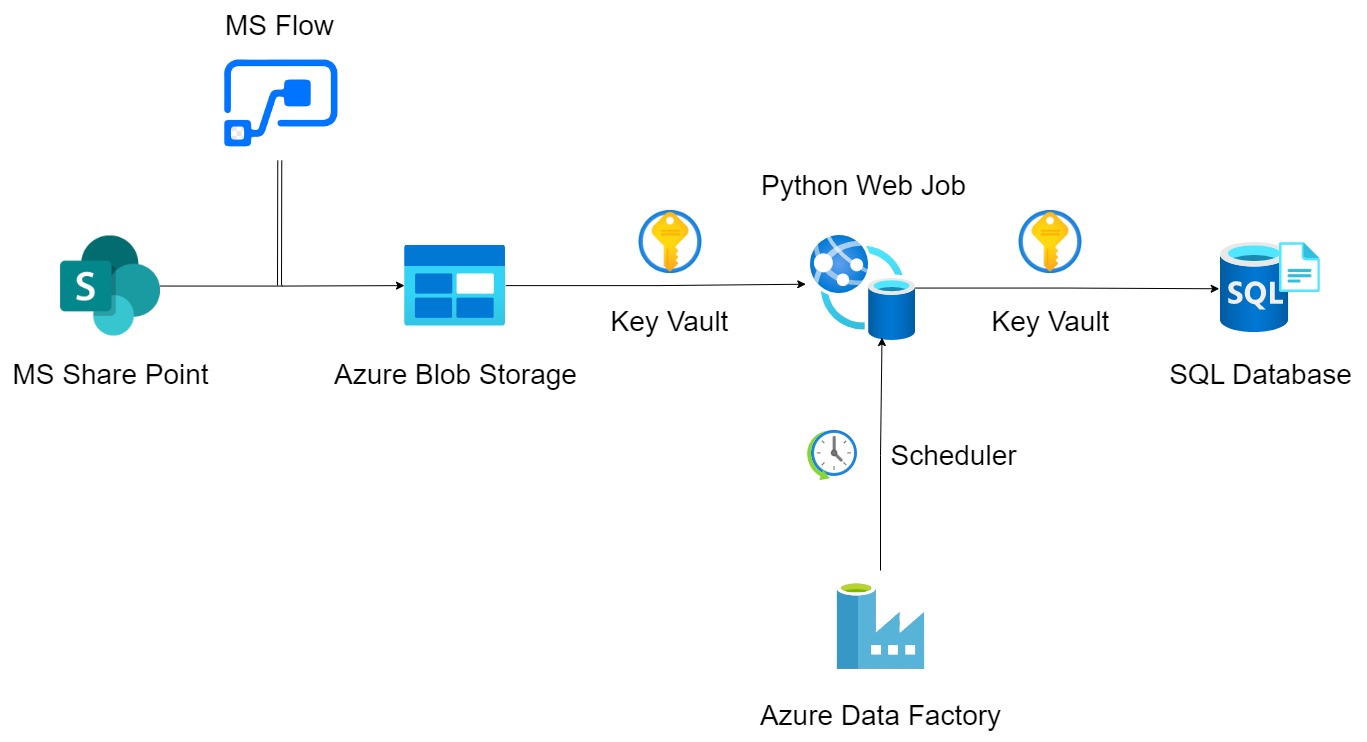 MS Flow
Python Web Job
S
SQL
Key Vault
Key Vault
MS Share Point
Azure Blob Storage
SQL Database
Scheduler
Azure Data Factory